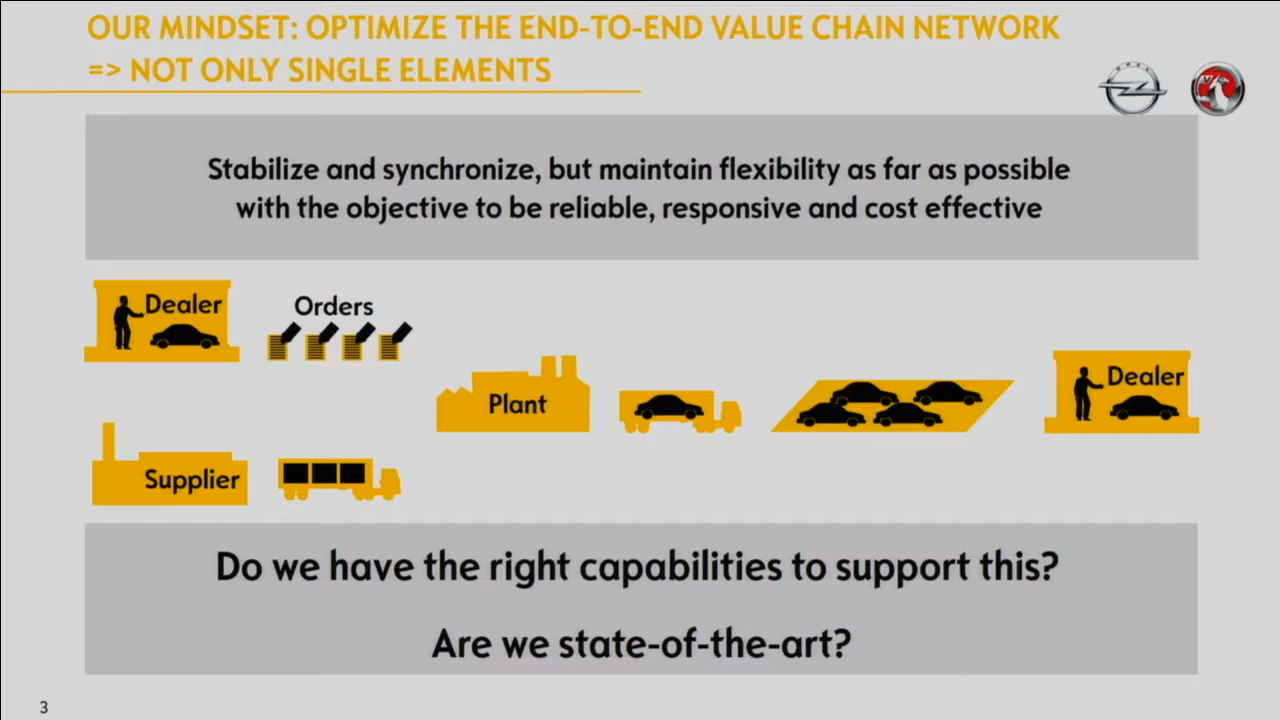 OUR MINDSET: OPTIMIZE THE END-TO-END VALUE CHAIN NETWORK
=> NOT ONLY SINGLE ELEMENTS
OPEL
Stabilize and synchronize, but maintain flexibility as far as possible
with the objective to be reliable, responsive and cost effective
Dealer
Orders
Plant
Dealer
Supplier
Do we have the right capabilities to support this?
Are we state-of-the-art?
3